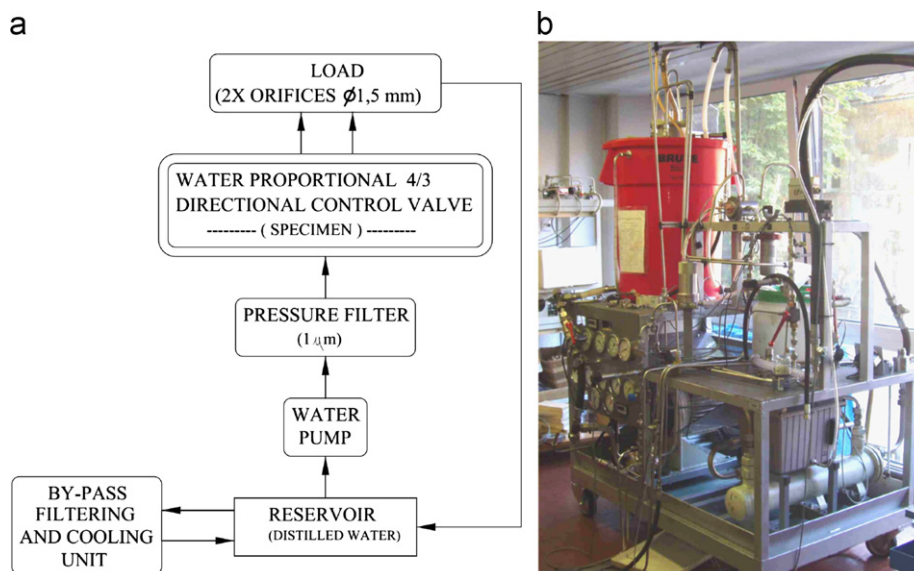 a
b
LOAD
(2X ORIFICES ϕ1,5 mm)
WATER PROPORTIONAL 4/3
DIRECTIONAL CONTROL VALVE
--------- ( SPECIMEN ) ---------
PRESSURE FILTER
(1 μm)
WATER
PUMP
BY-PASS
FILTERING
AND COOLING
UNIT
RESERVOIR
(DISTILLED WATER)